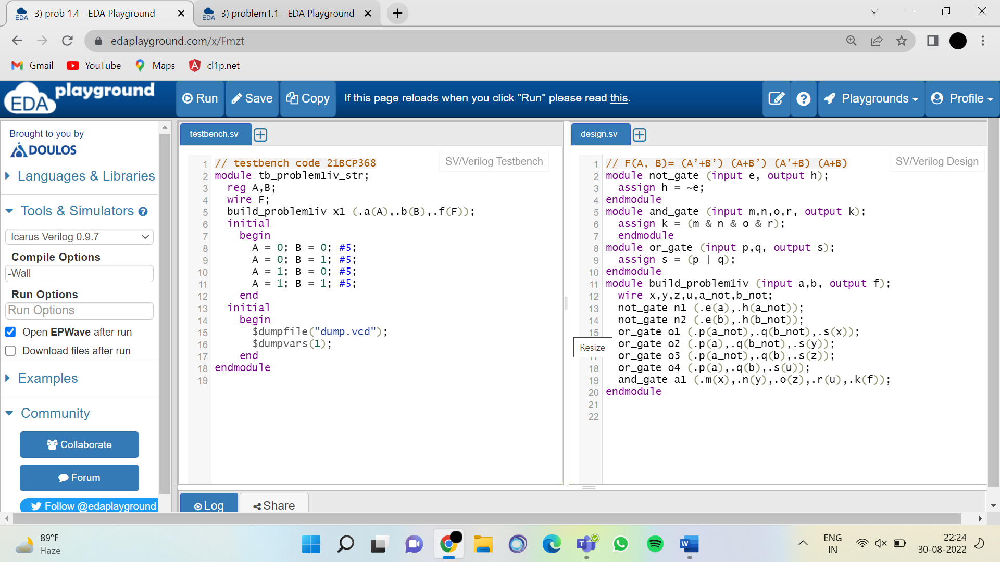 3) prob 1.4 - EDA Playground
3) problem1.1 - EDA Playground
edaplayground.com/x/Fmzt
Gmail
YouTube
Maps
cl1p.net
EDA playground
Run
Save
Copy
If this page reloads when you click "Run" please read this.
Playgrounds
Profile
Brought to you by
DOULOS
Languages & Libraries
Tools & Simulators
Icarus Verilog 0.9.7
Compile Options
-Wall
Run Options
Run Options
Open EPWave after run
Download files after run
Examples
Community
Collaborate
Forum
Follow @edaplayground
testbench.sv
SV/Verilog Testbench
1 // testbench code 21BCP368
2 module tb_problem1iv_str;
3 reg A,B;
4 wire F;
5 build_problem1iv x1 (.a(A),.b(B),.f(F));
6 initial
7 begin
8 A = 0; B = 0; #5;
9 A = 0; B = 1; #5;
10 A = 1; B = 0; #5;
11 A = 1; B = 1; #5;
12 end
13 initial
14 begin
15 $dumpfile("dump.vcd");
16 $dumpvars(1);
17 end
18 endmodule
19
design.sv
SV/Verilog Design
1 // F(A, B)= (A’+B’) (A+B’) (A’+B) (A+B)
2 module not_gate (input e, output h);
3 assign h = ~e;
4 endmodule
5 module and_gate (input m,n,o,r, output k);
6 assign k = (m & n & o & r);
7 endmodule
8 module or_gate (input p,q, output s);
9 assign s = (p | q);
10 endmodule
11 module build_problem1iv (input a,b, output f);
12 wire x,y,z,u,a_not,b_not;
13 not_gate n1 (.e(a),.h(a_not));
14 not_gate n2 (.e(b),.h(b_not));
15 or_gate o1 (.p(a_not),.q(b_not),.s(x));
or_gate o2 (.p(a),.q(b_not),.s(y));
17 or_gate o3 (.p(a_not),.q(b),.s(z));
18 or_gate o4 (.p(a),.q(b),.s(u));
19 and_gate a1 (.m(x),.n(y),.o(z),.r(u),.k(f));
20 endmodule
21
22
Resize
Log
Share
89°F
Haze
ENG
IN
22:24
30-08-2022